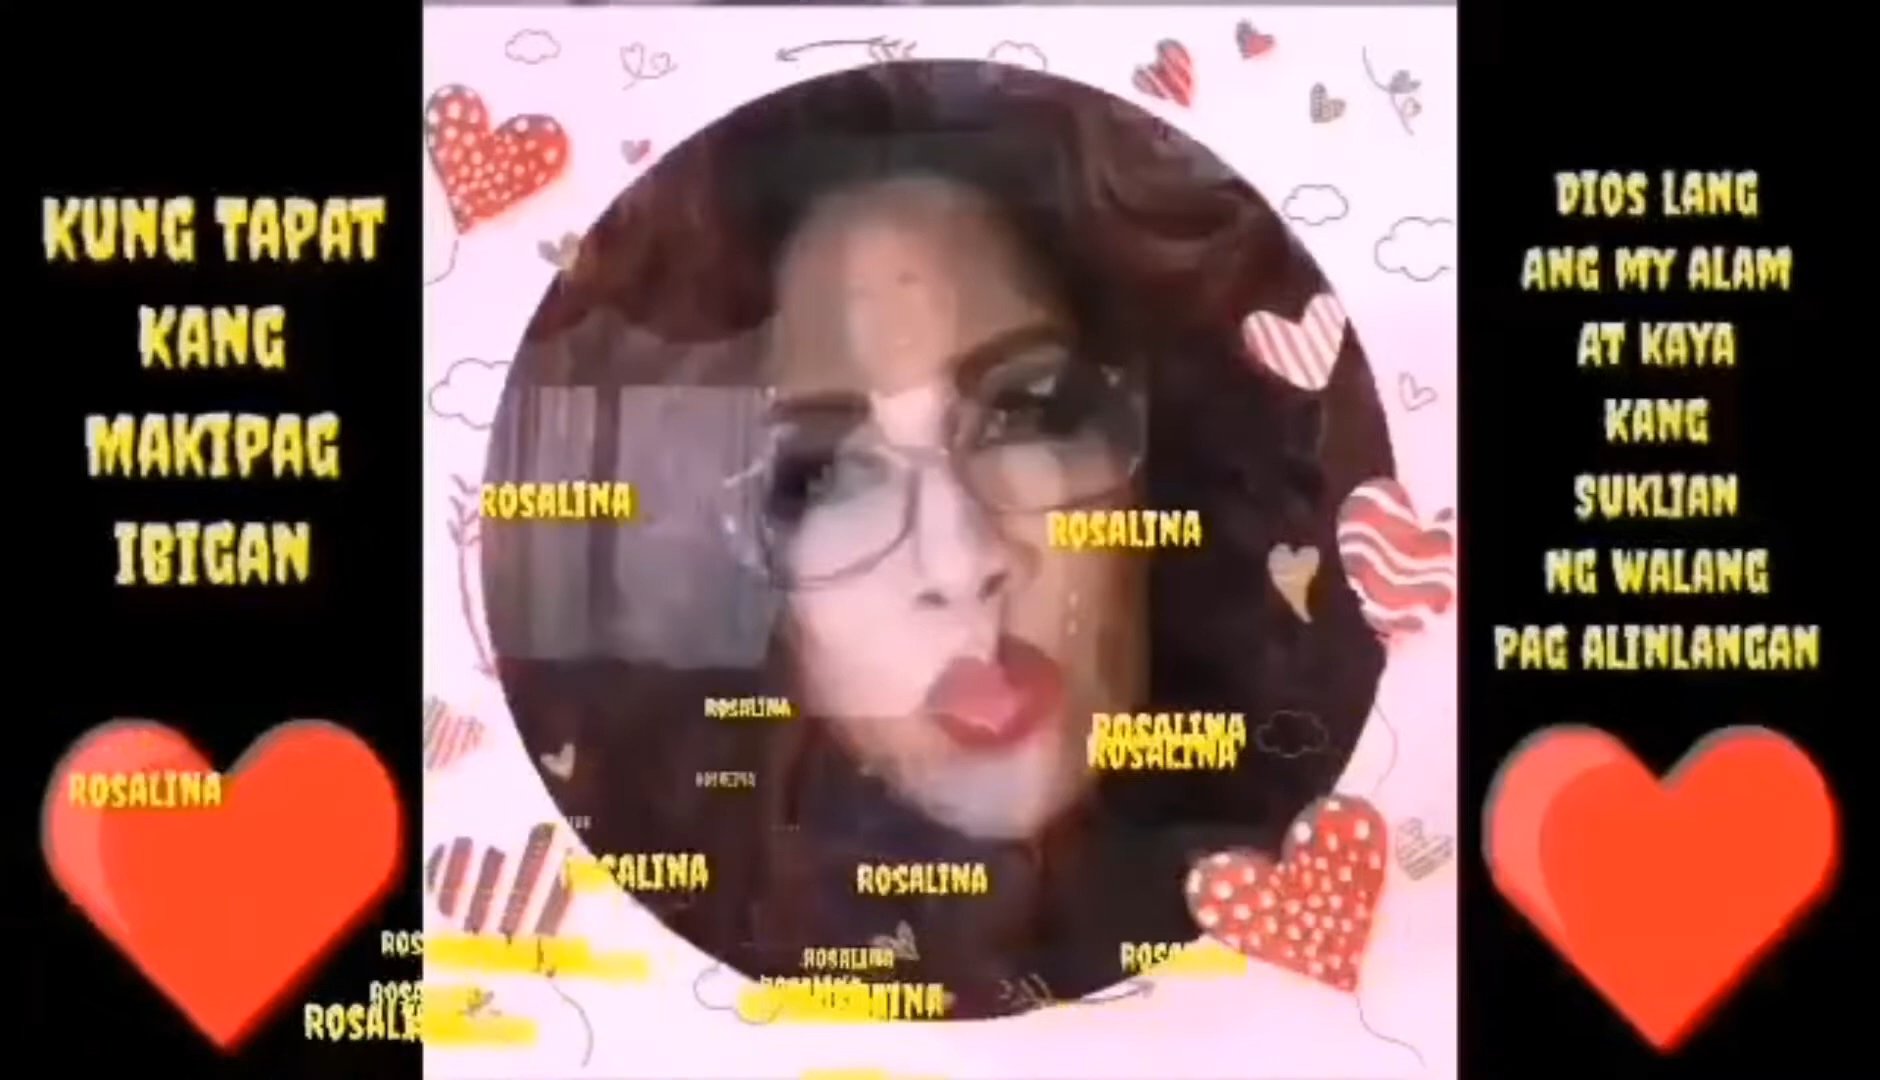 KUNG TAPAT
KANG
MAKIPAG
IBIGAN
DIOS LANG
ANG MY ALAM
AT KAYA
KANG
SUKLIAN
NG WALANG
PAG ALINLANGAN
ROSALINA
ROSALINA
ROSALINA
ROSALINA
ROSALINA
ROSALINA
ROSALINA
ROSALINA
ROSALINA